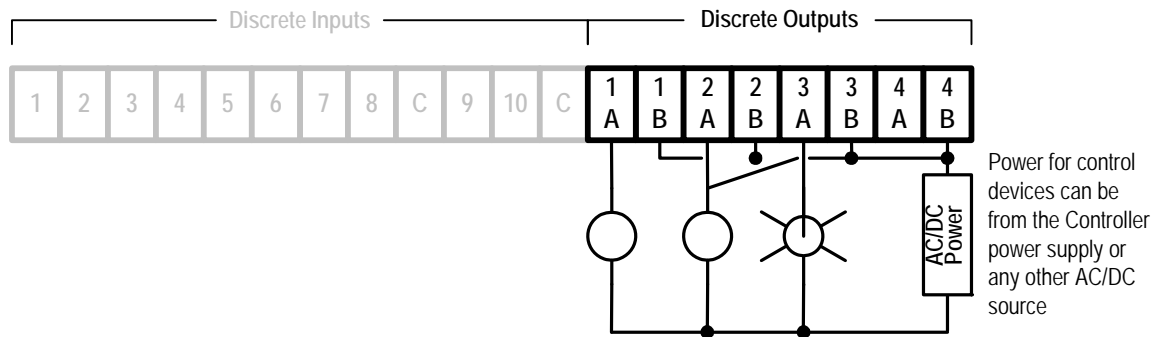 Discrete Inputs
Discrete Outputs
1 2 3 4 5 6 7 8 C 9 10 C 1 1 2 2 3 3 4 4
A B A B A B A B
AC/DC
Power
Power for control
devices can be
from the Controller
power supply or
any other AC/DC
source